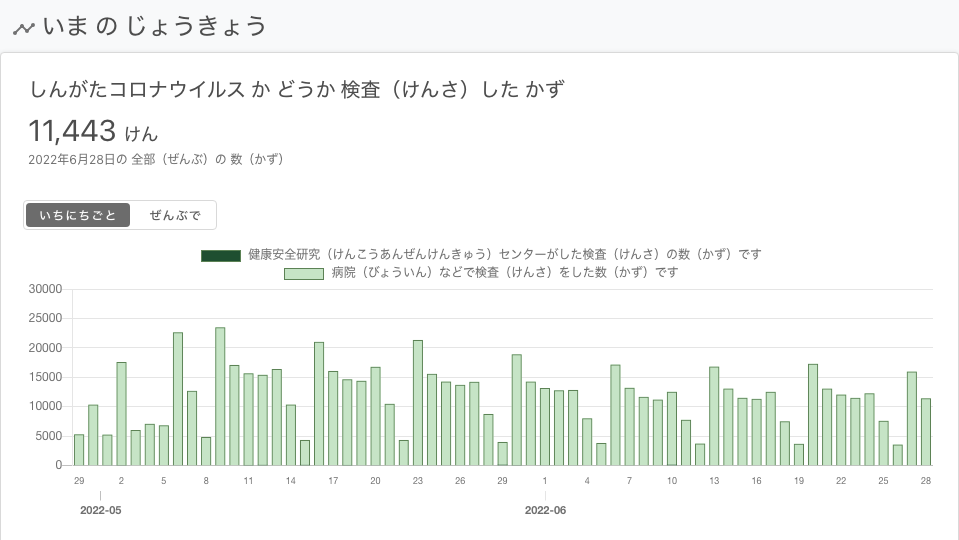 いま の じょうきょう
しんがたコロナウイルス か どうか 検査（けんさ）した かず
11,443 けん
2022年6月28日の 全部（ぜんぶ）の 数（かず）
いちにちごと ぜんぶで
健康安全研究（けんこうあんぜんけんきゅう）センターがした検査（けんさ）の数（かず）です
病院（びょういん）などで検査（けんさ）をした数（かず）です
30000
25000
20000
15000
10000
5000
0
29 2 5 8 11 14 17 20 23 26 29 1 4 7 10 13 16 19 22 25 28
2022-05 2022-06